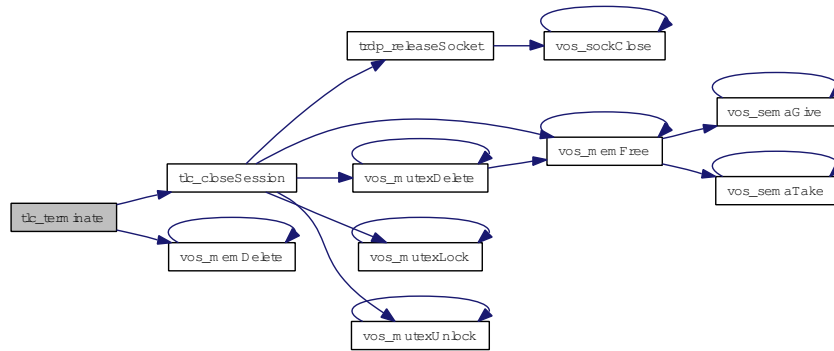 trdp_releaseSocket
vos_sockClose
vos_semaGive
vos_memFree
tlc_closeSession
vos_mutexDelete
vos_semaTake
tlc_terminate
vos_memDelete
vos_mutexLock
vos_mutexUnlock